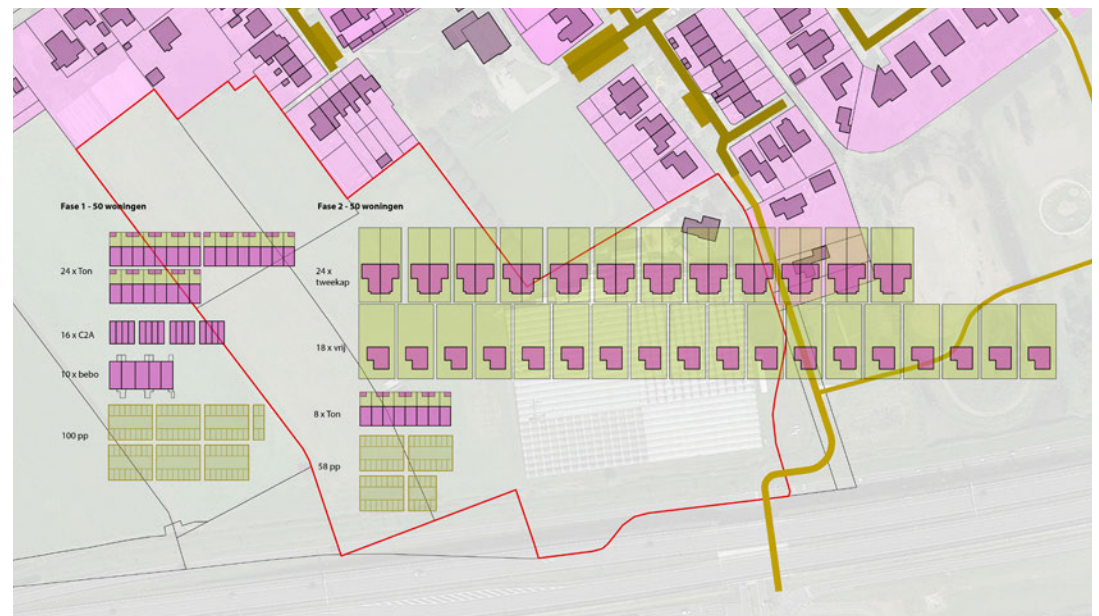 Fase 1 - 50 woningen
24 x Ton
16 x C2A
10 x bebo
100 pp
Fase 2 - 50 woningen
24 x
tweekap
18 x vrij
8 x Ton
58 pp